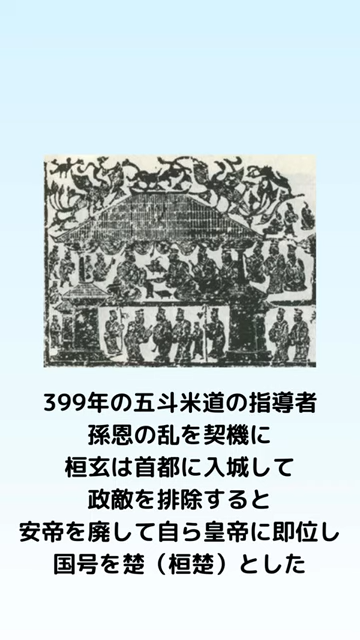 399年の五斗米道の指導者
孫恩の乱を契機に
桓玄は首都に入城して
政敵を排除すると
安帝を廃して自ら皇帝に即位し
国号を楚（桓楚）とした